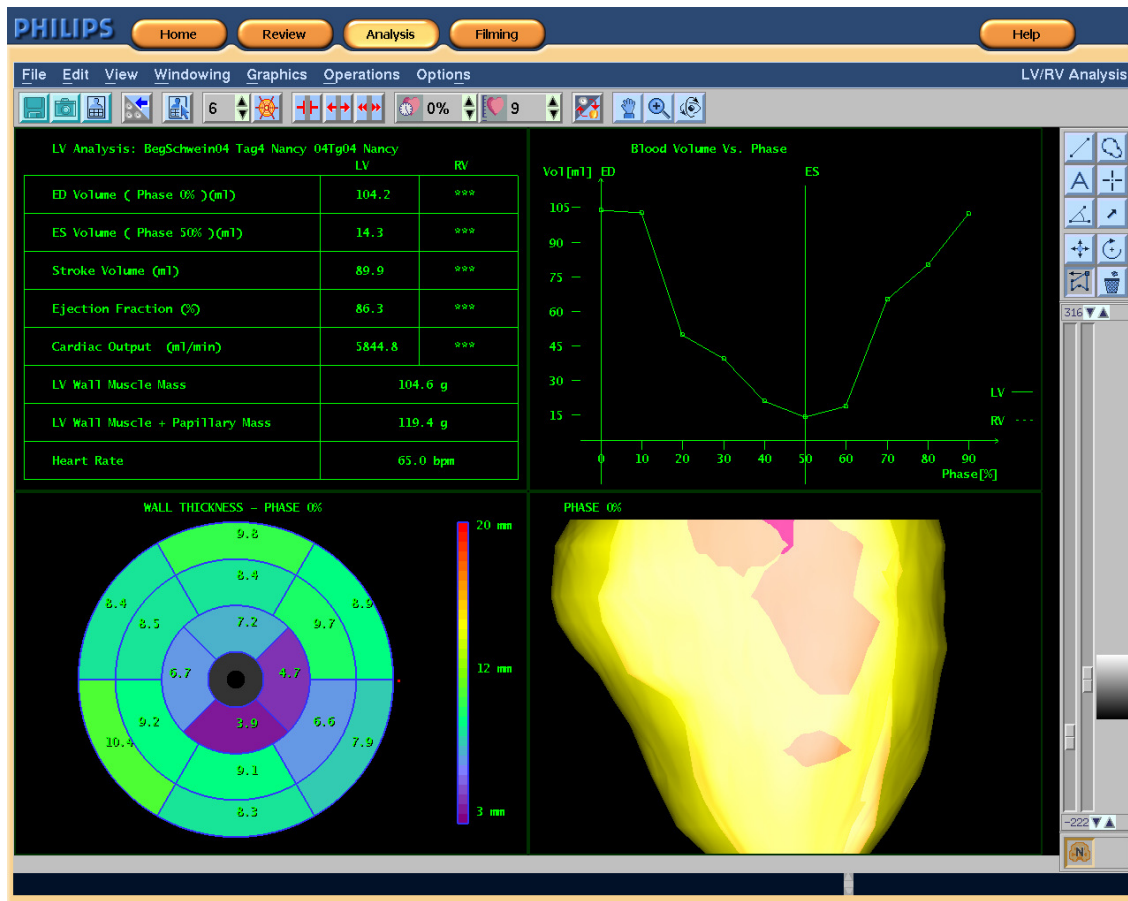 PHILIPS
Home Review Analysis Filming Help
File Edit View Windowing Graphics Operations Options LV/RV Analysis
6 0% 9
LV Analysis: BegSchwein04 Tag4 Nancy 04Tg04 Nancy
LV RV
ED Volume ( Phase 0% )(ml) 104.2 ***
ES Volume ( Phase 50% )(ml) 14.3 ***
Stroke Volume (ml) 89.9 ***
Ejection Fraction (%) 86.3 ***
Cardiac Output (ml/min) 5844.8 ***
LV Wall Muscle Mass 104.6 g
LV Wall Muscle + Papillary Mass 119.4 g
Heart Rate 65.0 bpm
Blood Volume Vs. Phase
Vol[ml] ED ES
105
90
75
60
45
30
15
LV
RV
0 10 20 30 40 50 60 70 80 90
Phase[%]
WALL THICKNESS - PHASE 0%
9.8
8.4
8.4 8.9
8.5 7.2 9.7
6.7 4.7
9.2 3.9 6.6
10.4 7.9
9.1
8.3
20 mm
12 mm
3 mm
PHASE 0%
A
316
-222
N